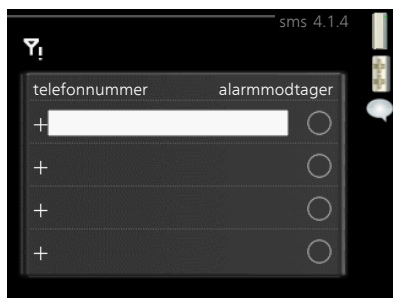 sms 4.1.4
telefonnummer alarmmodtager
+
+
+
+